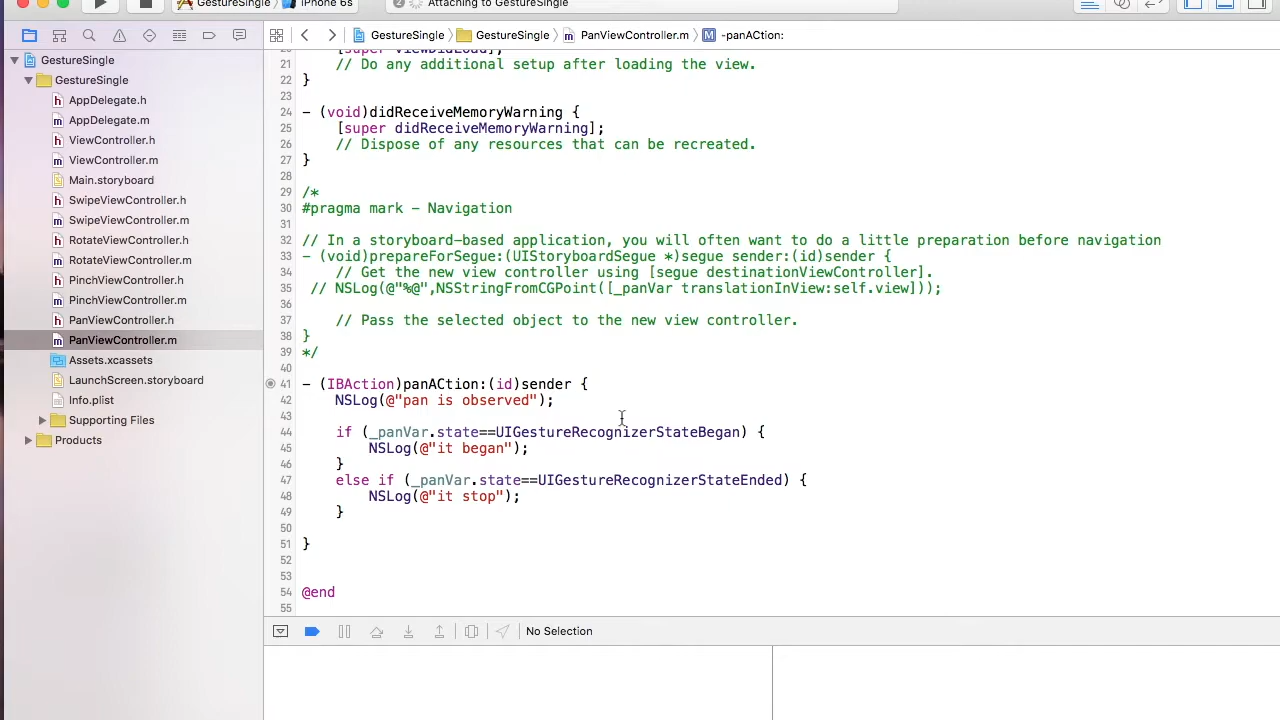 GestureSingle iPhone 6s 2 Attaching to GestureSingle
GestureSingle GestureSingle PanViewController.m M -panACtion:
GestureSingle
GestureSingle
h AppDelegate.h
m AppDelegate.m
h ViewController.h
m ViewController.m
Main.storyboard
h SwipeViewController.h
m SwipeViewController.m
h RotateViewController.h
m RotateViewController.m
h PinchViewController.h
m PinchViewController.m
h PanViewController.h
m PanViewController.m
Assets.xcassets
LaunchScreen.storyboard
Info.plist
Supporting Files
Products
20 [super viewDidLoad];
21 // Do any additional setup after loading the view.
22 }
23
24 - (void)didReceiveMemoryWarning {
25 [super didReceiveMemoryWarning];
26 // Dispose of any resources that can be recreated.
27 }
28
29 /*
30 #pragma mark - Navigation
31
32 // In a storyboard-based application, you will often want to do a little preparation before navigation
33 - (void)prepareForSegue:(UIStoryboardSegue *)segue sender:(id)sender {
34 // Get the new view controller using [segue destinationViewController].
35 // NSLog(@"%@",NSStringFromCGPoint([_panVar translationInView:self.view]));
36
37 // Pass the selected object to the new view controller.
38 }
39 */
40
41 - (IBAction)panACtion:(id)sender {
42 NSLog(@"pan is observed");
43
44 if (_panVar.state==UIGestureRecognizerStateBegan) {
45 NSLog(@"it began");
46 }
47 else if (_panVar.state==UIGestureRecognizerStateEnded) {
48 NSLog(@"it stop");
49 }
50
51 }
52
53
54 @end
55
No Selection